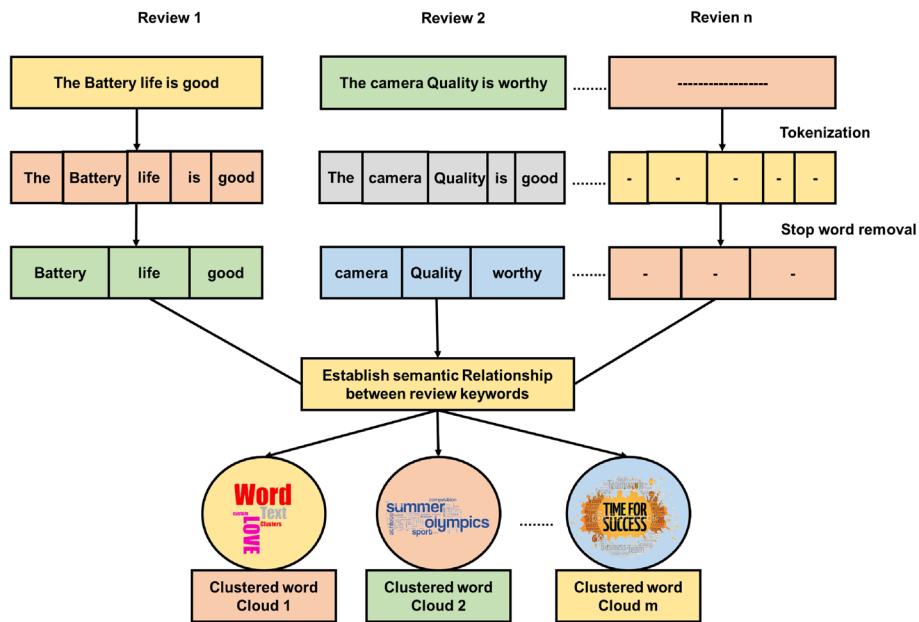 Review 1
Review 2
Revien n
The Battery life is good
The camera Quality is worthy
........
-------------------
Tokenization
The Battery life is good
The camera Quality is good
........
- - - - -
Stop word removal
Battery life good
camera Quality worthy
........
- - -
Establish semantic Relationship
between review keywords
Word
Text
Clusters
LOVE
summer
olympics
sport
competition
........
TIME FOR
SUCCESS
Clustered word
Cloud 1
Clustered word
Cloud 2
Clustered word
Cloud m